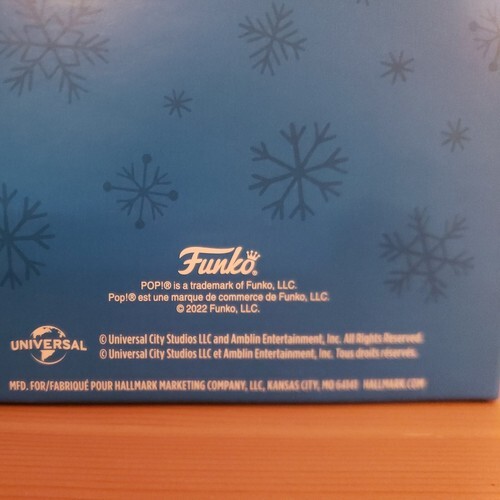 Funko®
POP!® is a trademark of Funko, LLC.
Pop!® est une marque de commerce de Funko, LLC.
© 2022 Funko, LLC.
UNIVERSAL
© Universal City Studios LLC and Amblin Entertainment, Inc. All Rights Reserved.
© Universal City Studios LLC et Amblin Entertainment, Inc. Tous droits réservés.
MFD. FOR/FABRIQUÉ POUR HALLMARK MARKETING COMPANY, LLC, KANSAS CITY, MO 64141 HALLMARK.COM